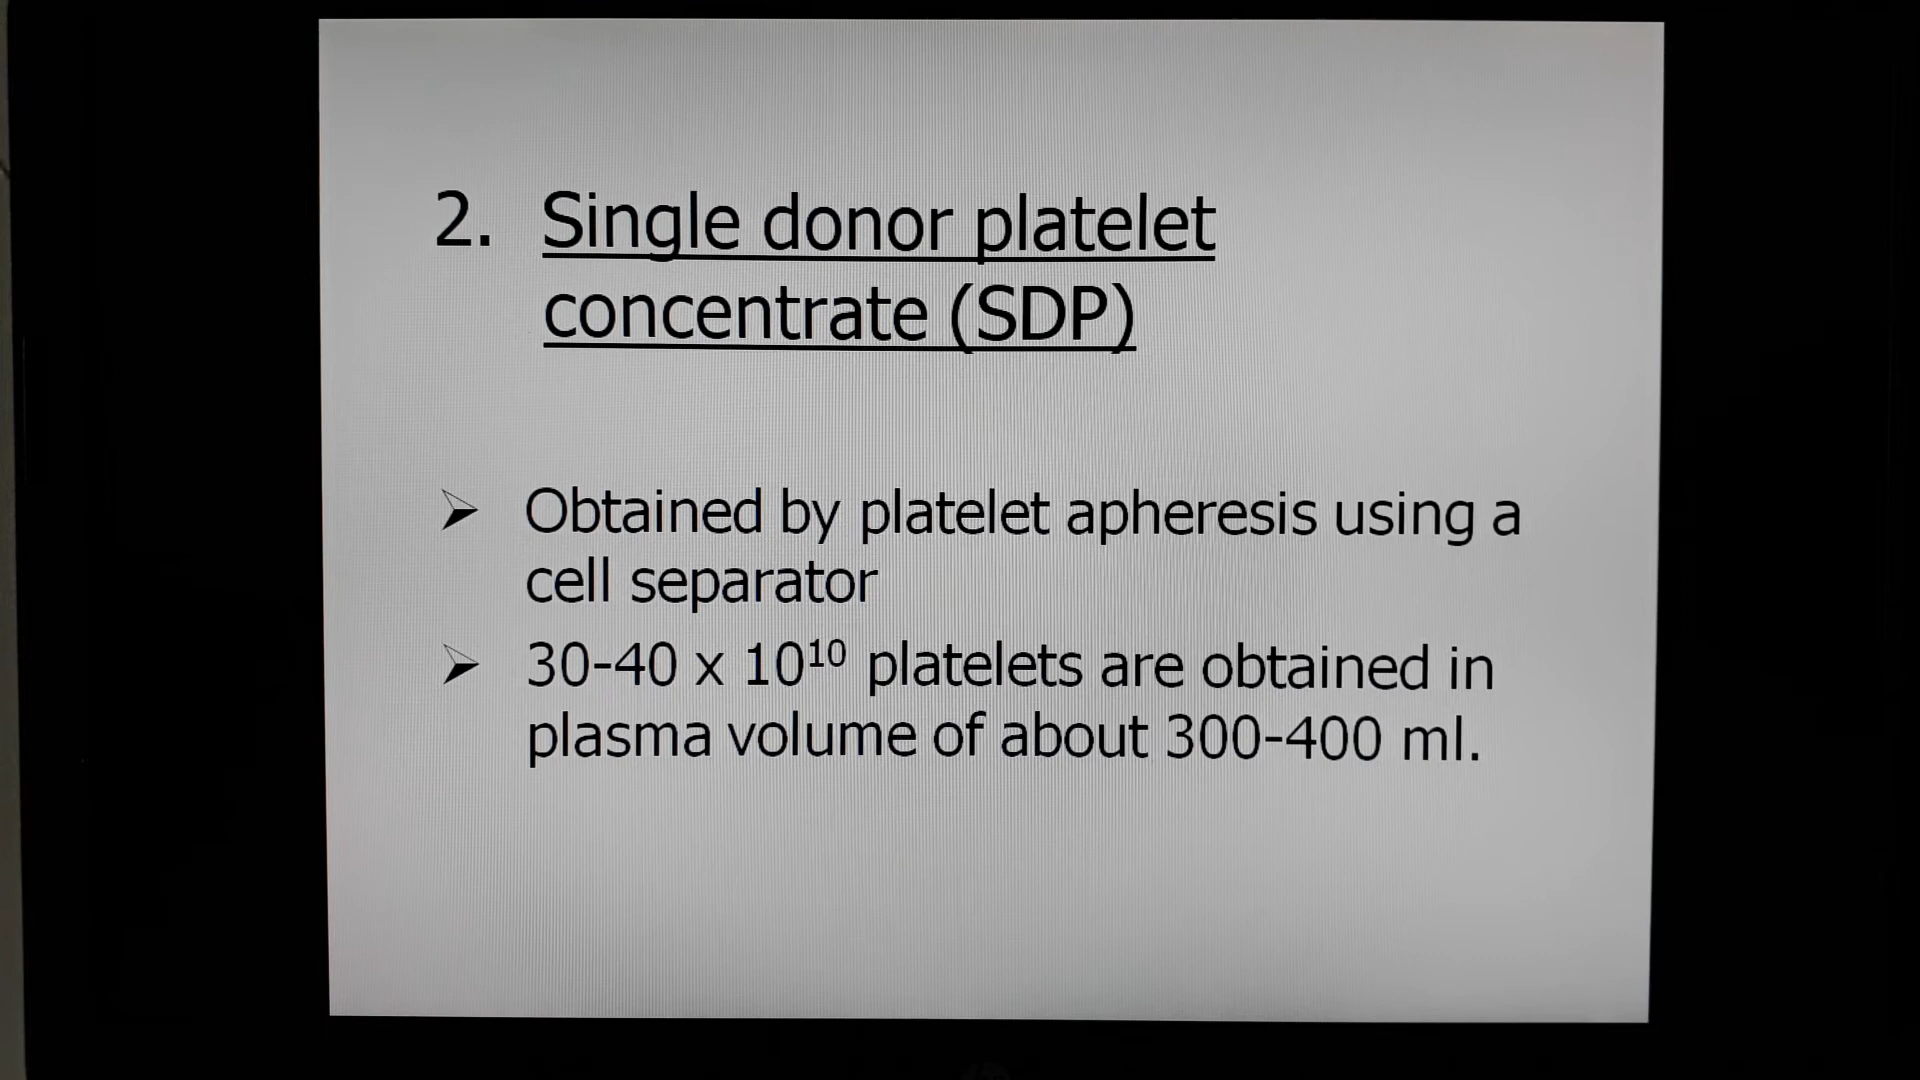 2. Single donor platelet
concentrate (SDP)
➢ Obtained by platelet apheresis using a
cell separator
➢ 30-40 x 10¹⁰ platelets are obtained in
plasma volume of about 300-400 ml.